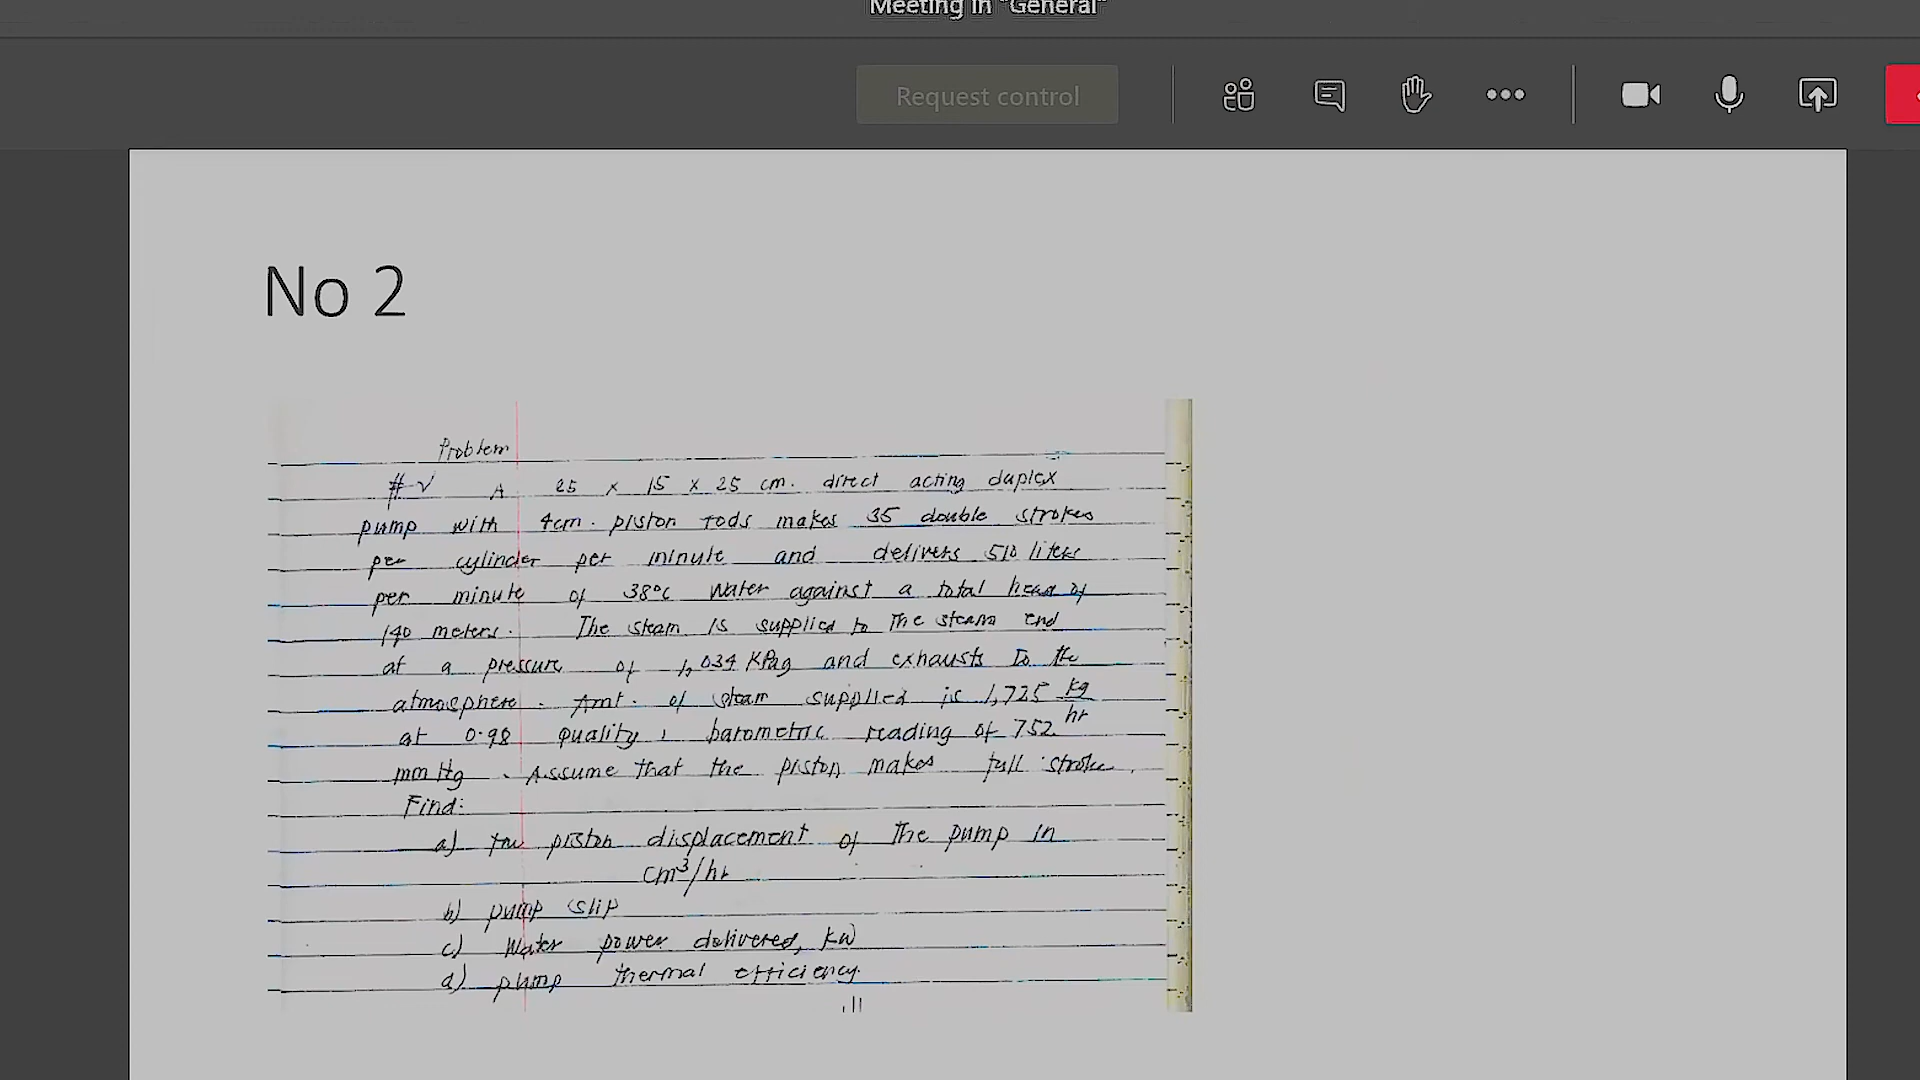 Meeting in "General"
Request control
No 2
Problem
#√ A 25 x 15 x 25 cm. direct acting duplex
pump with 4cm. piston rods makes 35 double strokes
per cylinder per minute and delivers 510 liters
per minute of 38°C water against a total head of
140 meters. The steam is supplied to the steam end
at a pressure of 1,034 KPag and exhausts to the
atmosphere. Amt. of steam supplied is 1,725 kg/hr
at 0.98 quality, barometric reading of 752
mm Hg. Assume that the piston makes full stroke.
Find:
a) the piston displacement of the pump in
cm³/hr
b) pump slip
c) Water power delivered, kW
d) pump thermal efficiency.